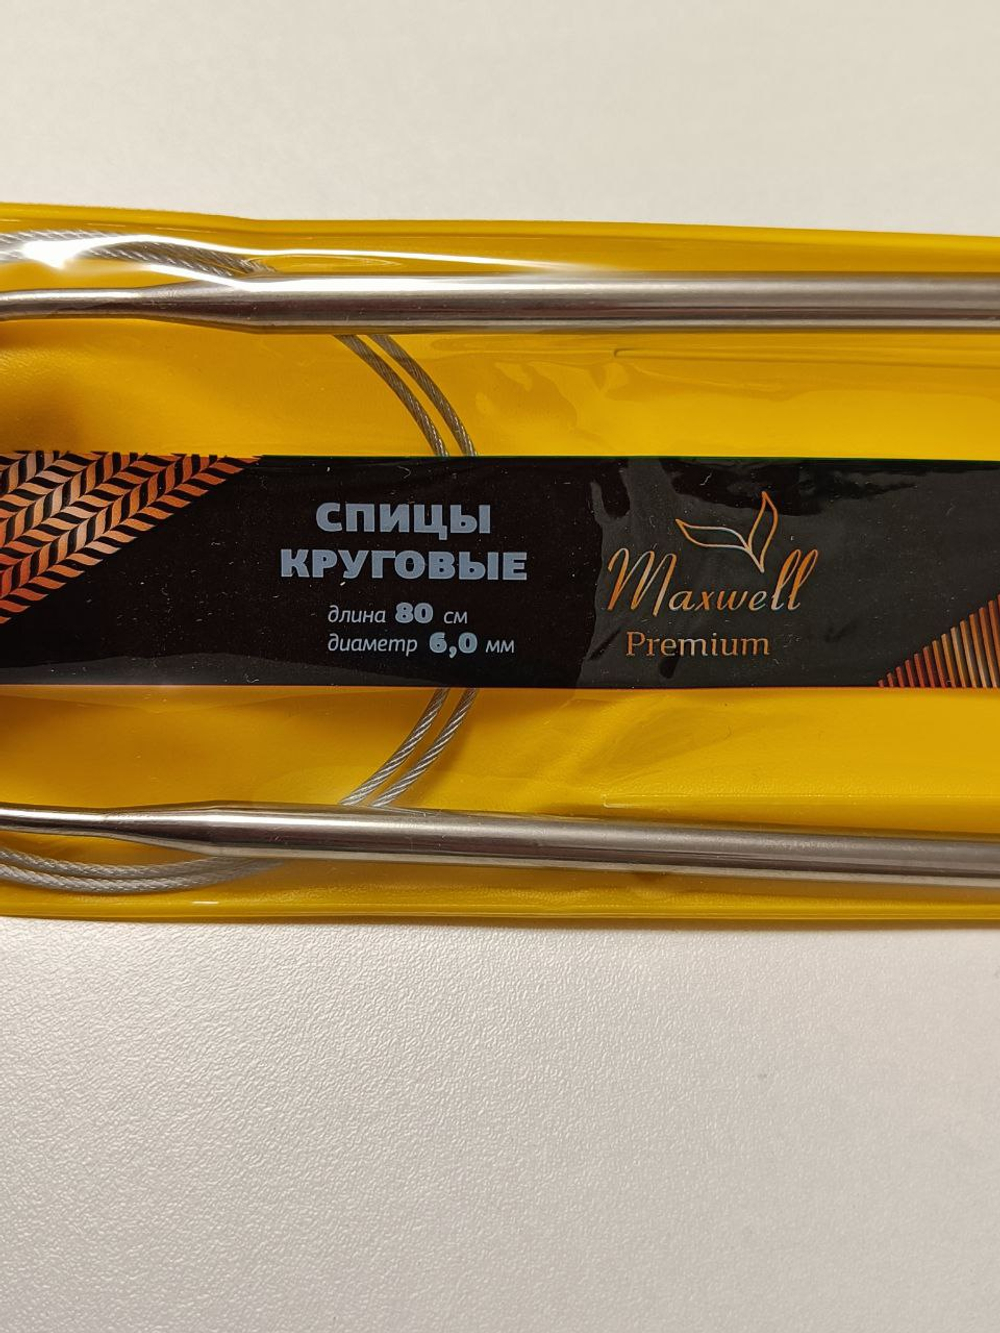 СПИЦЫ
КРУГОВЫЕ
длина 80 см
диаметр 6,0 мм
Maxwell
Premium